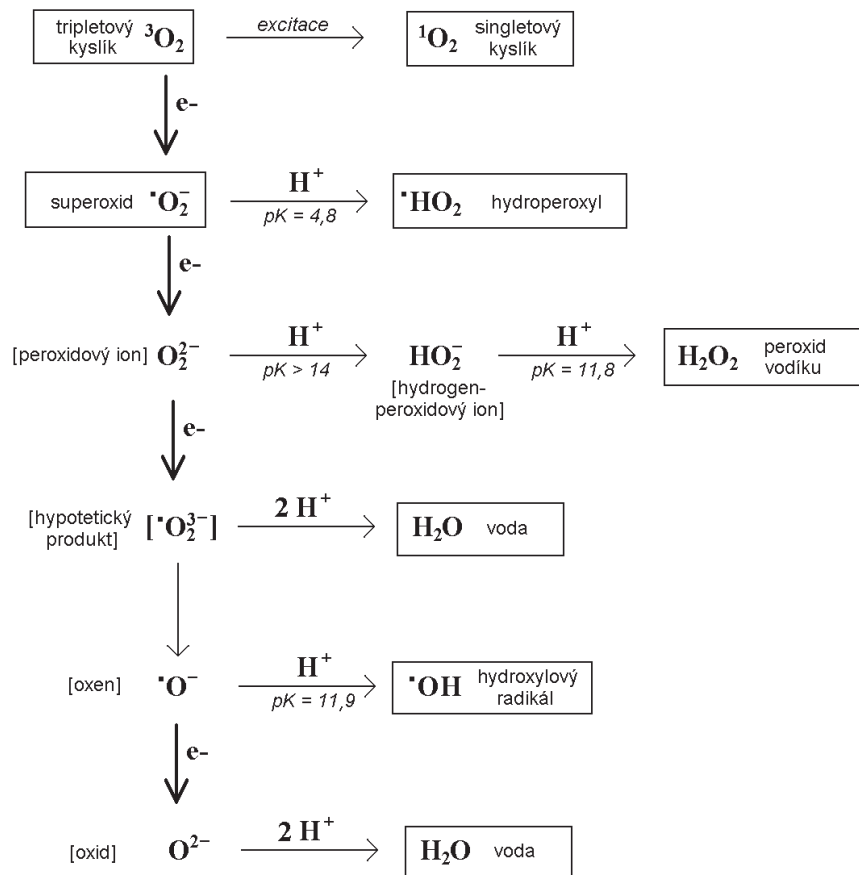 tripletový kyslík ³O₂
excitace
¹O₂ singletový kyslík
e-
superoxid ·O₂⁻
H⁺
pK = 4,8
·HO₂ hydroperoxyl
e-
[peroxidový ion] O₂²⁻
H⁺
pK > 14
HO₂⁻
[hydrogen-
peroxidový ion]
H⁺
pK = 11,8
H₂O₂ peroxid vodíku
e-
[hypotetický produkt] [·O₂³⁻]
2 H⁺
H₂O voda
[oxen] ·O⁻
H⁺
pK = 11,9
·OH hydroxylový radikál
e-
[oxid] O²⁻
2 H⁺
H₂O voda